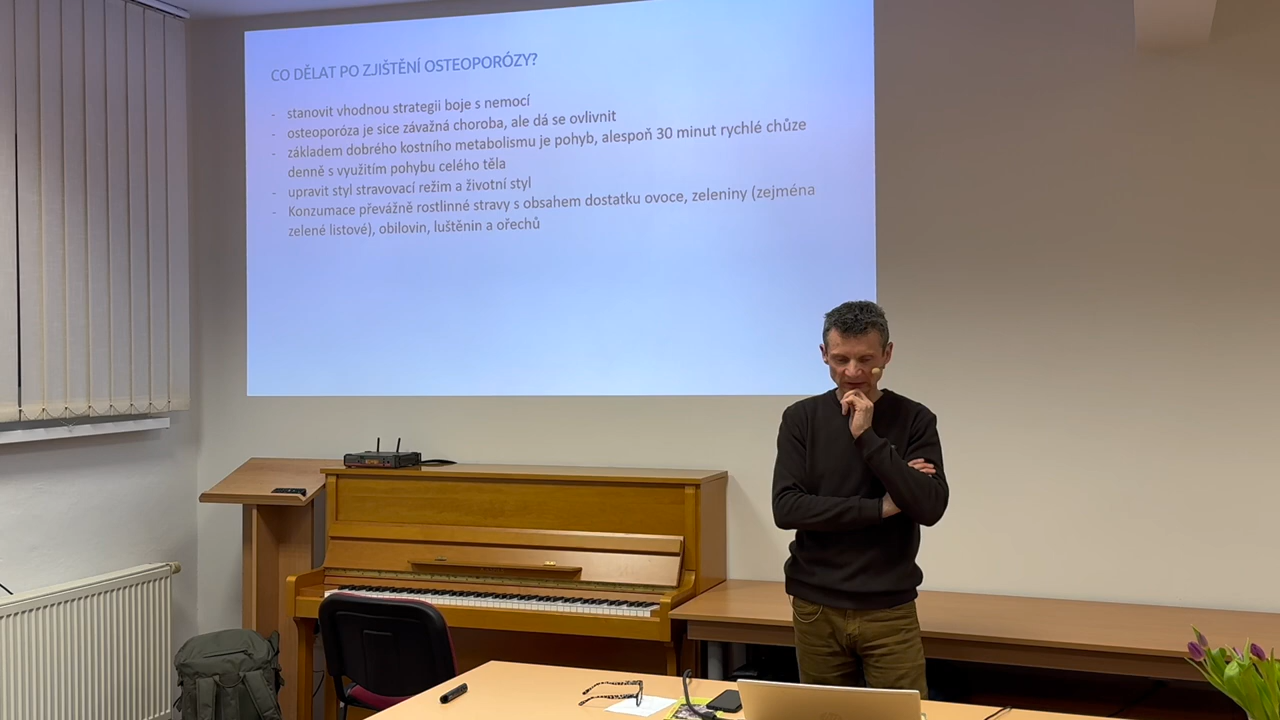 CO DĚLAT PO ZJIŠTĚNÍ OSTEOPORÓZY?
- stanovit vhodnou strategii boje s nemocí
- osteoporóza je sice závažná choroba, ale dá se ovlivnit
- základem dobrého kostního metabolismu je pohyb, alespoň 30 minut rychlé chůze
denně s využitím pohybu celého těla
- upravit styl stravovací režim a životní styl
- Konzumace převážně rostlinné stravy s obsahem dostatku ovoce, zeleniny (zejména
zelené listové), obilovin, luštěnin a ořechů